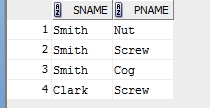 SNAME PNAME
1 Smith Nut
2 Smith Screw
3 Smith Cog
4 Clark Screw